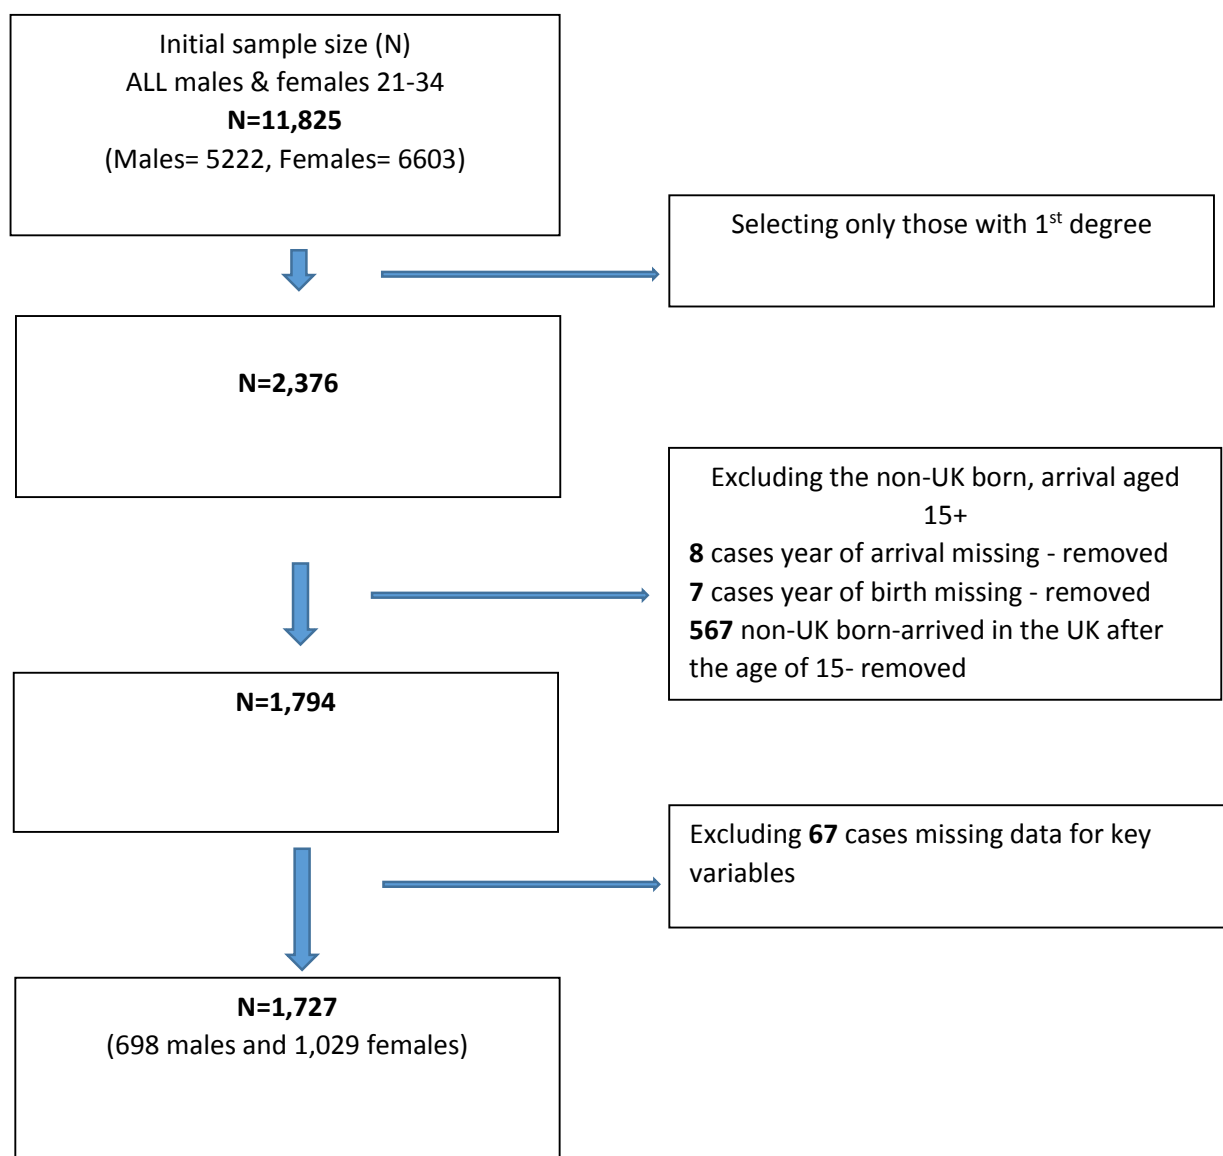 Initial sample size (N)
ALL males & females 21-34
N=11,825
(Males= 5222, Females= 6603)
Selecting only those with 1st degree
N=2,376
Excluding the non-UK born, arrival aged
15+
8 cases year of arrival missing - removed
7 cases year of birth missing - removed
567 non-UK born-arrived in the UK after
the age of 15- removed
N=1,794
Excluding 67 cases missing data for key
variables
N=1,727
(698 males and 1,029 females)